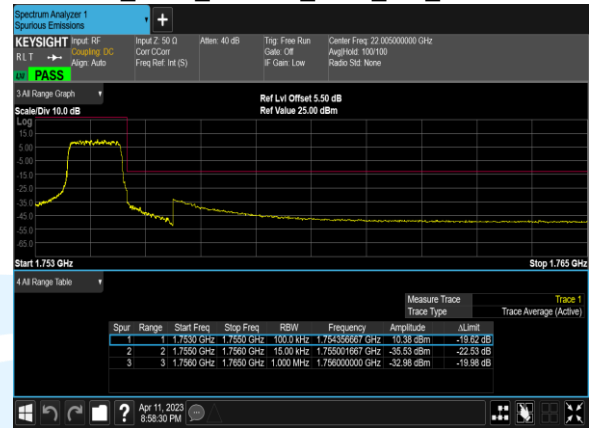 Spectrum Analyzer 1
Spurious Emissions
+
KEYSIGHT
RLT
LXI PASS
Input: RF
Coupling: DC
Align: Auto
Input Z: 50 Ω
Corr CCorr
Freq Ref: Int (S)
Atten: 40 dB
Trig: Free Run
Gate: Off
IF Gain: Low
Center Freq: 22.005000000 GHz
Avg|Hold: 100/100
Radio Std: None
3 All Range Graph
Scale/Div 10.0 dB
Ref Lvl Offset 5.50 dB
Ref Value 25.00 dBm
Log
15.0
5.00
-5.00
-15.0
-25.0
-35.0
-45.0
-55.0
-65.0
Start 1.753 GHz
Stop 1.765 GHz
4 All Range Table
Measure Trace Trace 1
Trace Type Trace Average (Active)
Spur Range Start Freq Stop Freq RBW Frequency Amplitude ΔLimit
1 1 1.7530 GHz 1.7550 GHz 100.0 kHz 1.754356667 GHz 10.38 dBm -19.62 dB
2 2 1.7550 GHz 1.7560 GHz 15.00 kHz 1.755001667 GHz -35.53 dBm -22.53 dB
3 3 1.7560 GHz 1.7650 GHz 1.000 MHz 1.756000000 GHz -32.98 dBm -19.98 dB
?
Apr 11, 2023
8:58:30 PM